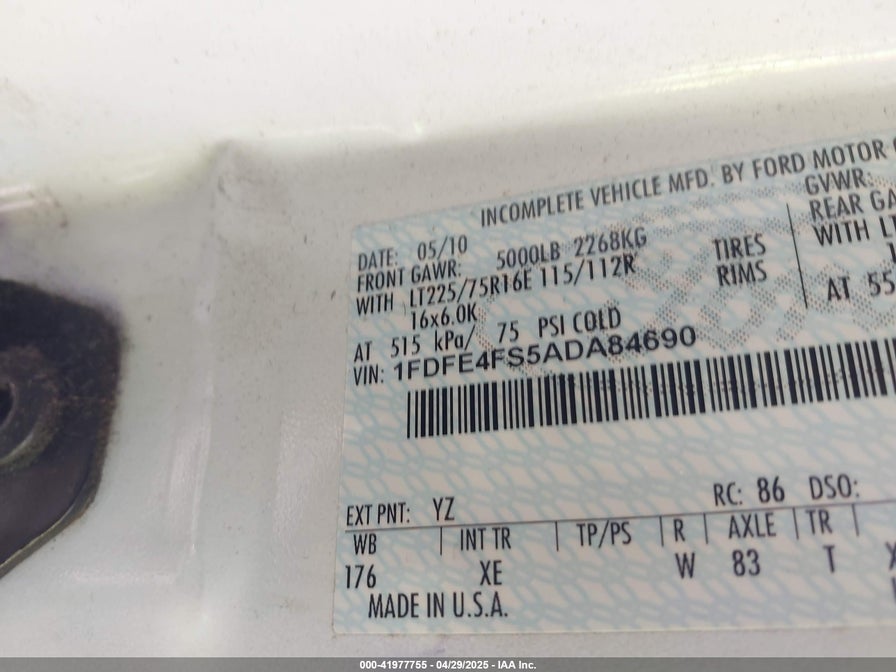 INCOMPLETE VEHICLE MFD. BY FORD MOTOR
DATE: 05/10 GVWR:
FRONT GAWR: 5000LB 2268KG REAR GA
WITH LT225/75R16E 115/112R TIRES WITH LT
16x6.0K RIMS
AT 515 kPa/ 75 PSI COLD AT 55
VIN: 1FDFE4FS5ADA84690
EXT PNT: YZ RC: 86 DSO:
WB INT TR TP/PS R AXLE TR
176 XE W 83 T X
MADE IN U.S.A.
000-41977755 - 04/29/2025 - IAA Inc.